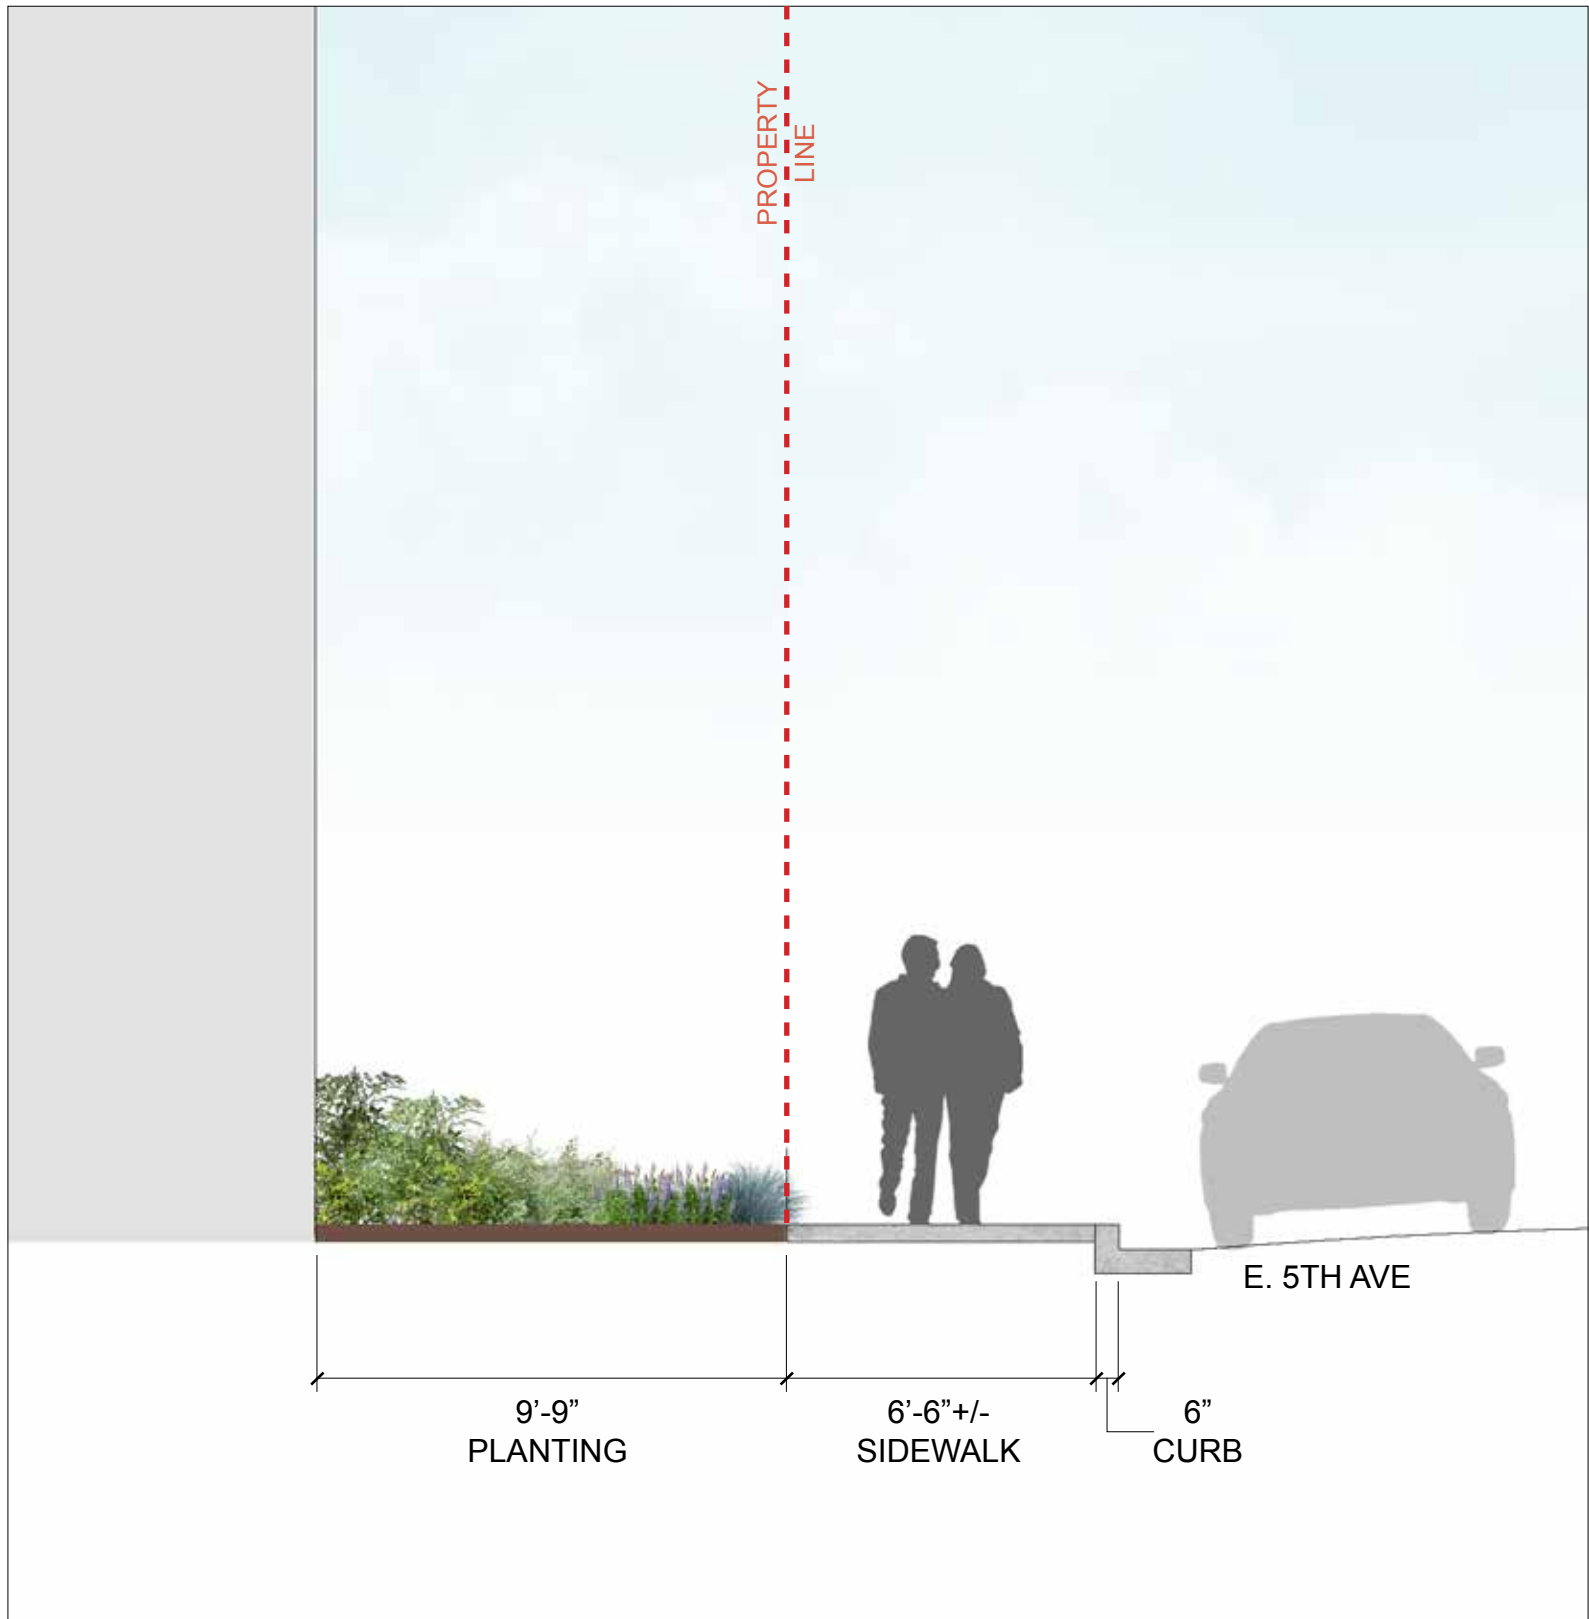 PROPERTY
LINE
E. 5TH AVE
9’-9”
PLANTING
6’-6”+/-
SIDEWALK
6”
CURB